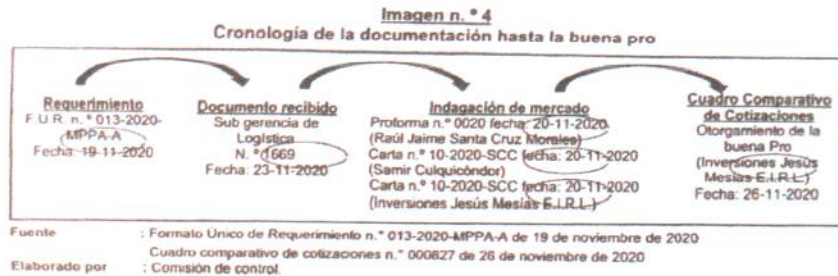 Imagen n. ° 4
Cronología de la documentación hasta la buena pro
Requerimiento
F.U.R. n.° 013-2020-
MPPA-A
Fecha: 19-11-2020
Documento recibido
Sub gerencia de
Logística
N. ° 1669
Fecha: 23-11-2020
Indagación de mercado
Proforma n.° 0020 fecha: 20-11-2020
(Raúl Jaime Santa Cruz Morales)
Carta n.° 10-2020-SCC fecha: 20-11-2020
(Samir Culquicóndor)
Carta n.° 10-2020-SCC fecha: 20-11-2020
(Inversiones Jesús Mesías E.I.R.L.)
Cuadro Comparativo
de Cotizaciones
Otorgamiento de la
buena Pro
(Inversiones Jesús
Mesías E.I.R.L.)
Fecha: 26-11-2020
Fuente : Formato Único de Requerimiento n.° 013-2020-MPPA-A de 19 de noviembre de 2020
Cuadro comparativo de cotizaciones n.° 000827 de 26 de noviembre de 2020
Elaborado por : Comisión de control.